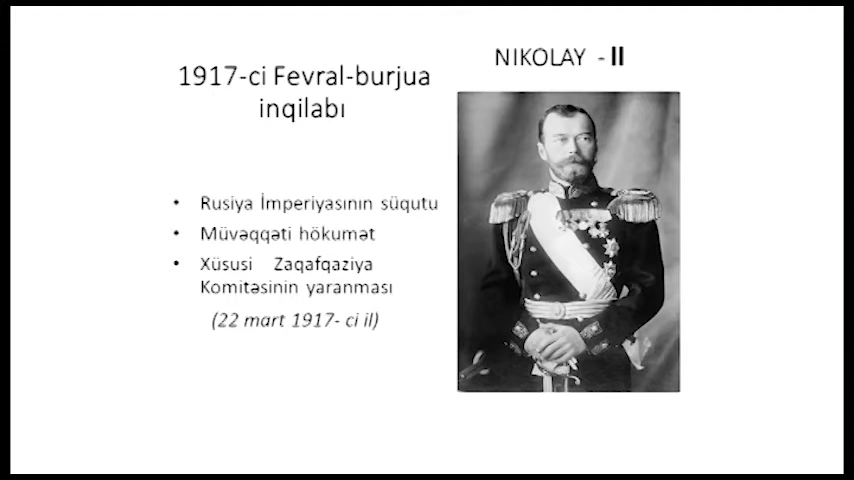 1917-ci Fevral-burjua
inqilabı
• Rusiya İmperiyasının süqutu
• Müvəqqəti hökumət
• Xüsusi Zaqafqaziya
Komitəsinin yaranması
(22 mart 1917- ci il)
NIKOLAY - II